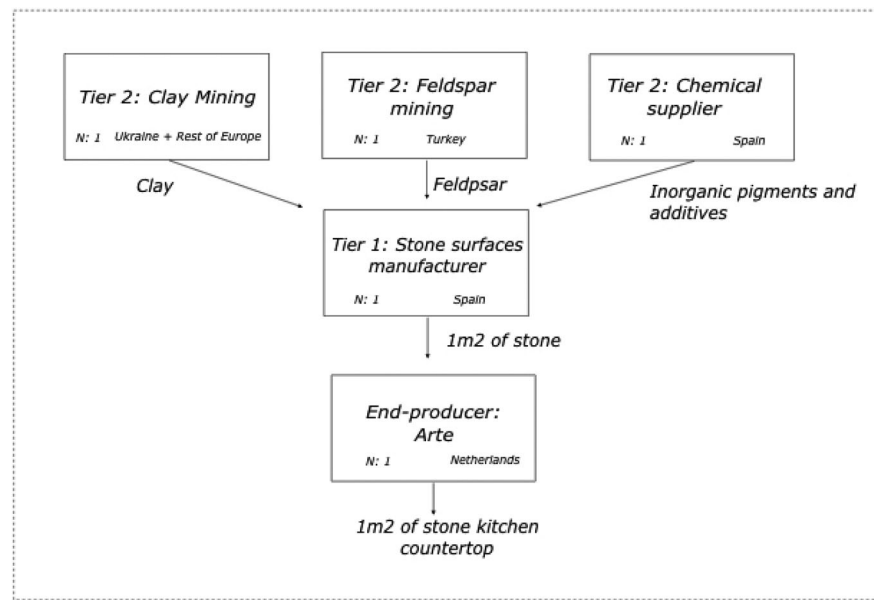 Tier 2: Clay Mining
N: 1 Ukraine + Rest of Europe
Tier 2: Feldspar
mining
N: 1 Turkey
Tier 2: Chemical
supplier
N: 1 Spain
Clay
Feldpsar
Inorganic pigments and
additives
Tier 1: Stone surfaces
manufacturer
N: 1 Spain
1m2 of stone
End-producer:
Arte
N: 1 Netherlands
1m2 of stone kitchen
countertop